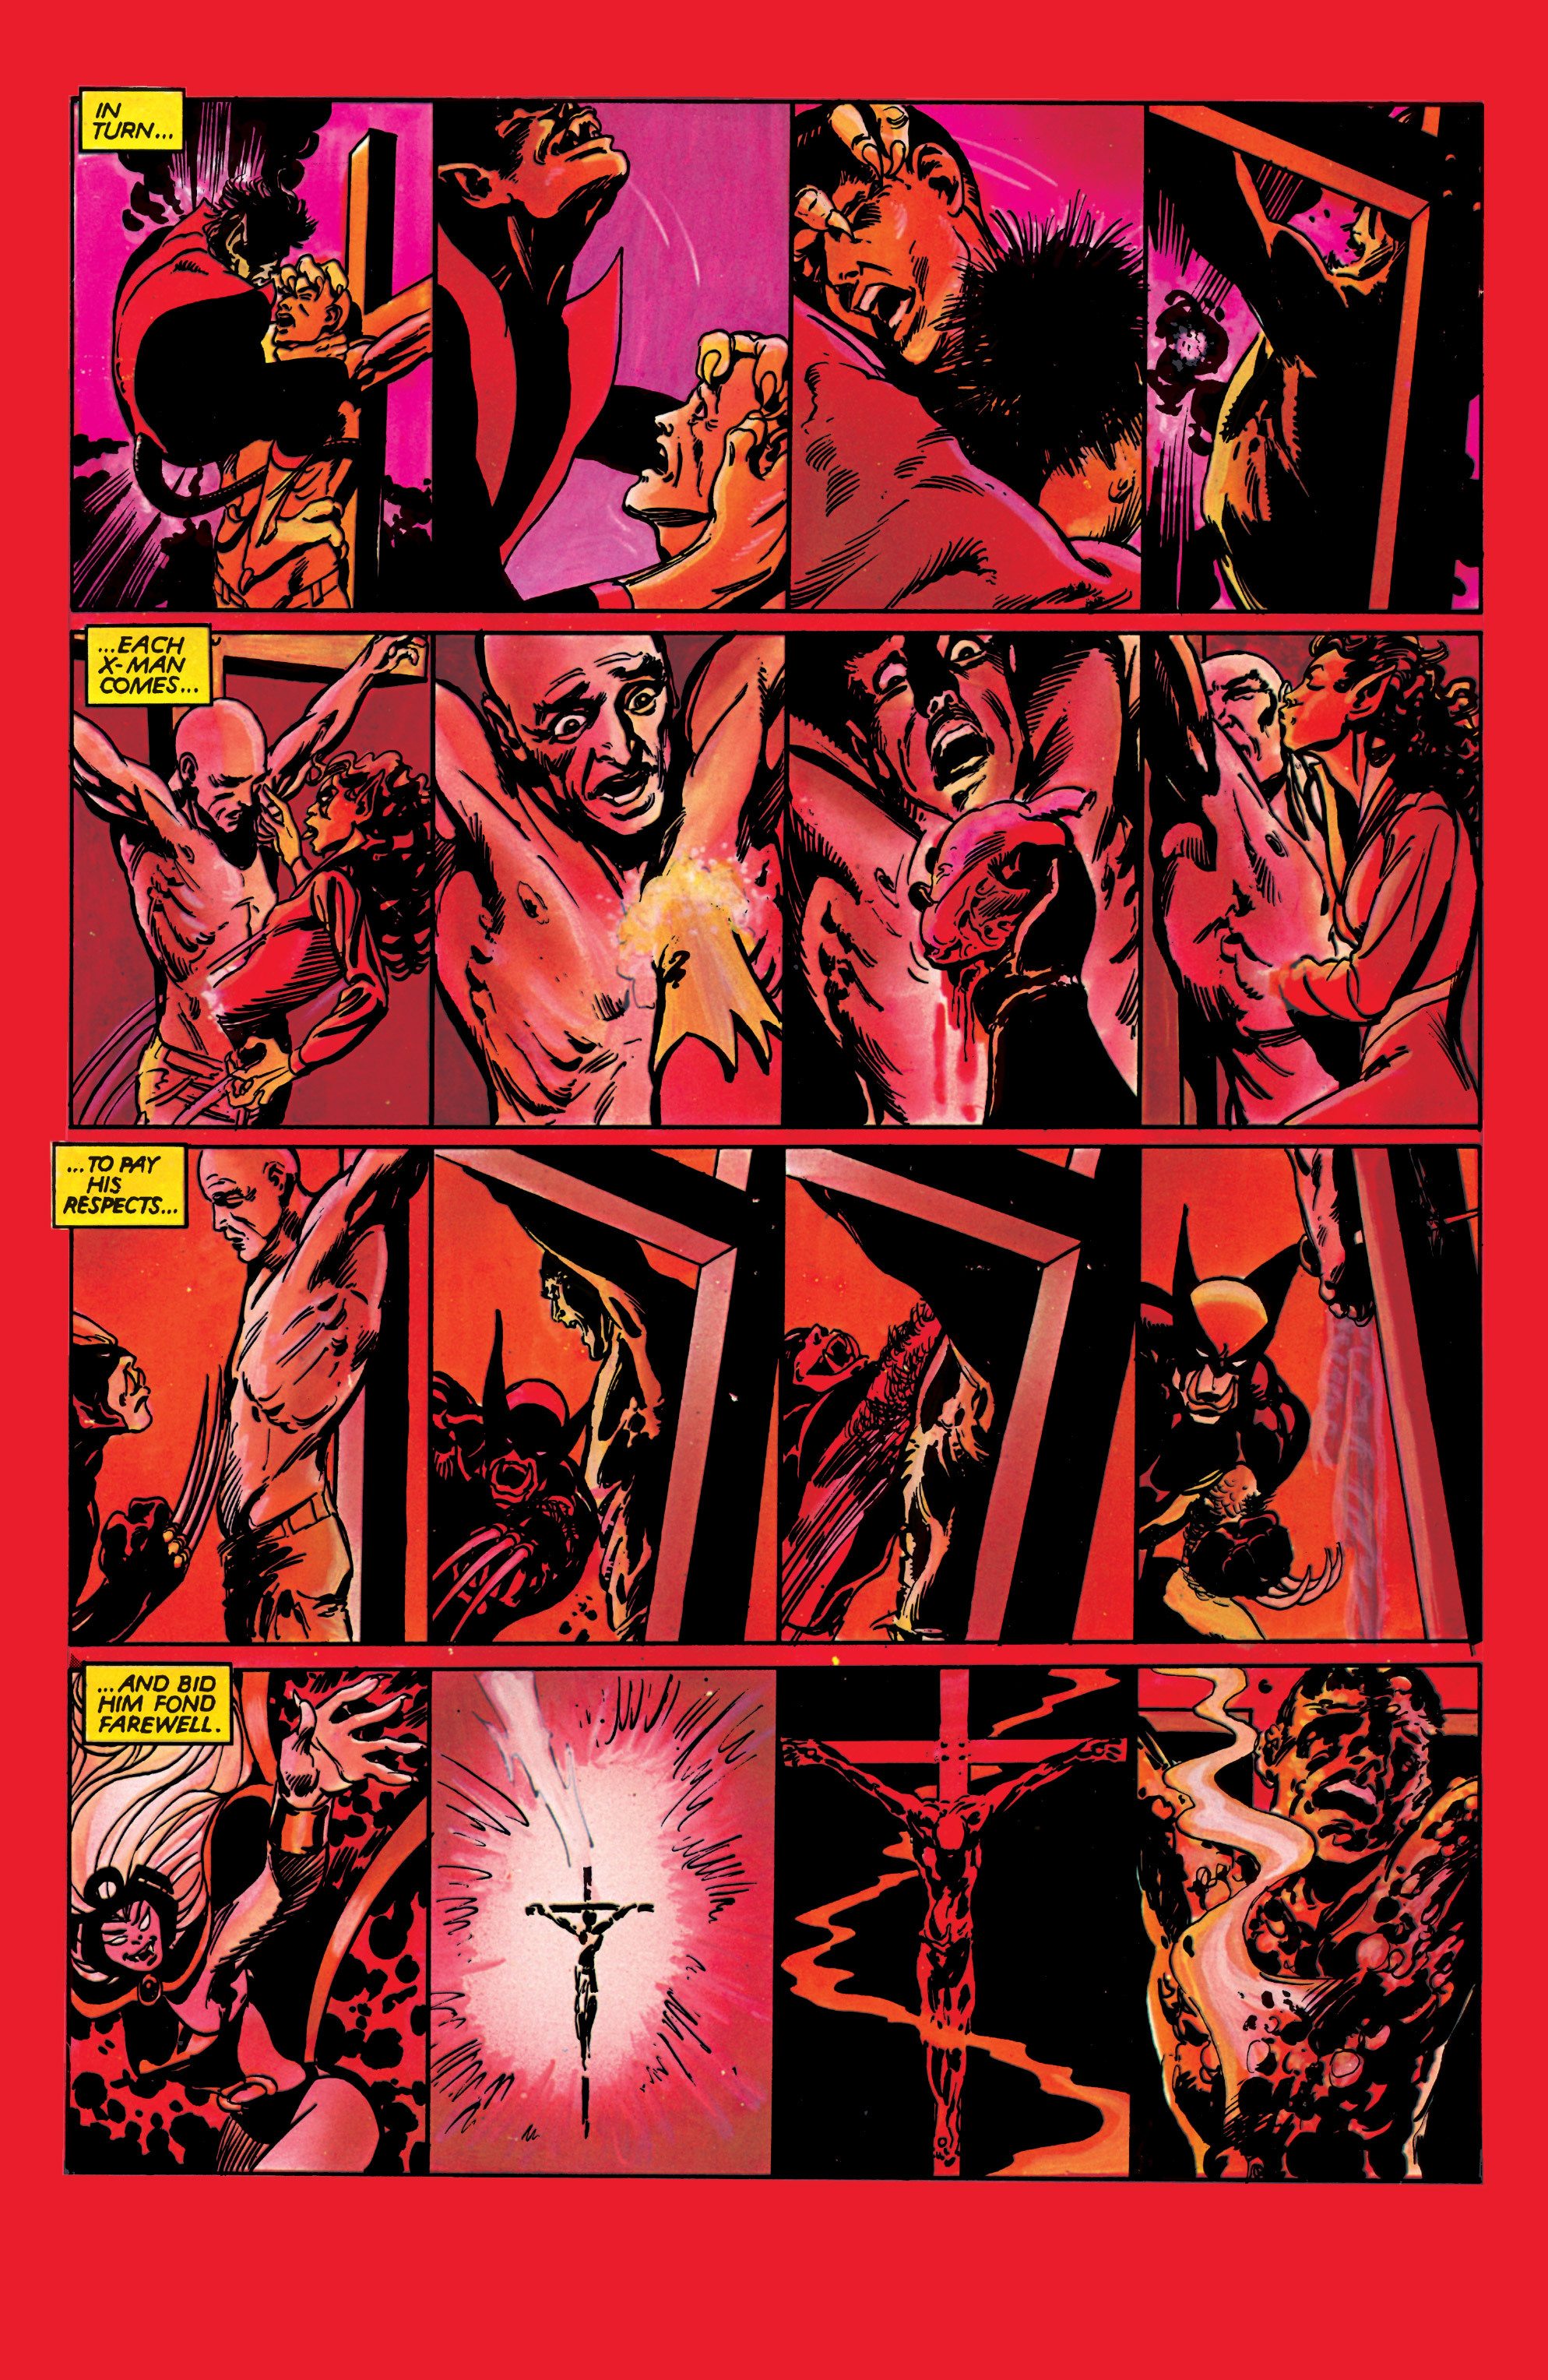 IN
TURN...
...EACH
X-MAN
COMES...
...TO PAY
HIS
RESPECTS...
...AND BID
HIM FOND
FAREWELL.